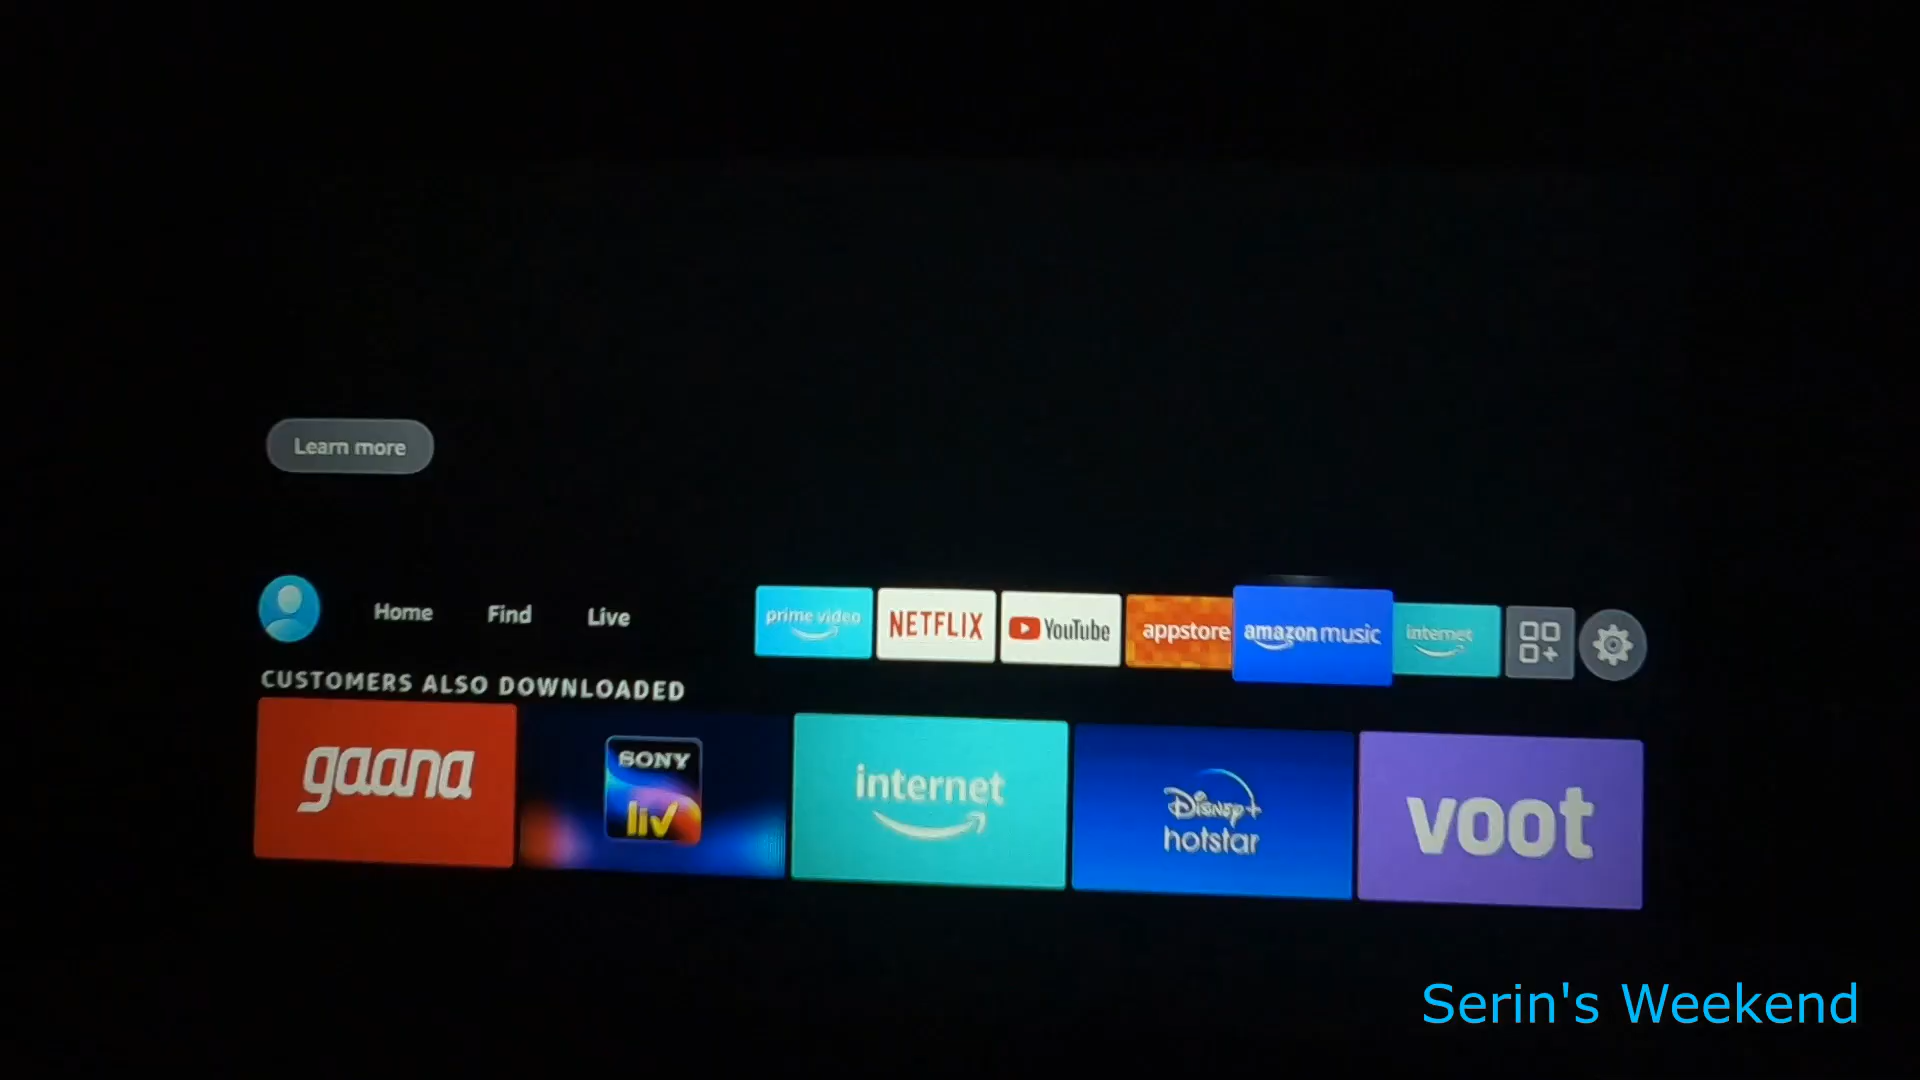 Learn more
Home Find Live
prime video NETFLIX YouTube appstore amazon music internet
CUSTOMERS ALSO DOWNLOADED
gaana SONY liv internet Disney+ hotstar voot
Serin's Weekend